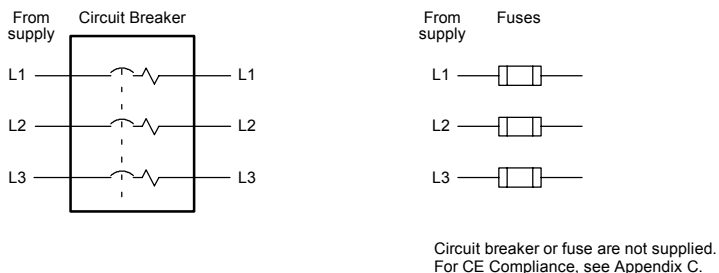 From supply
Circuit Breaker
L1 L1
L2 L2
L3 L3
From supply
Fuses
L1
L2
L3
Circuit breaker or fuse are not supplied.
For CE Compliance, see Appendix C.